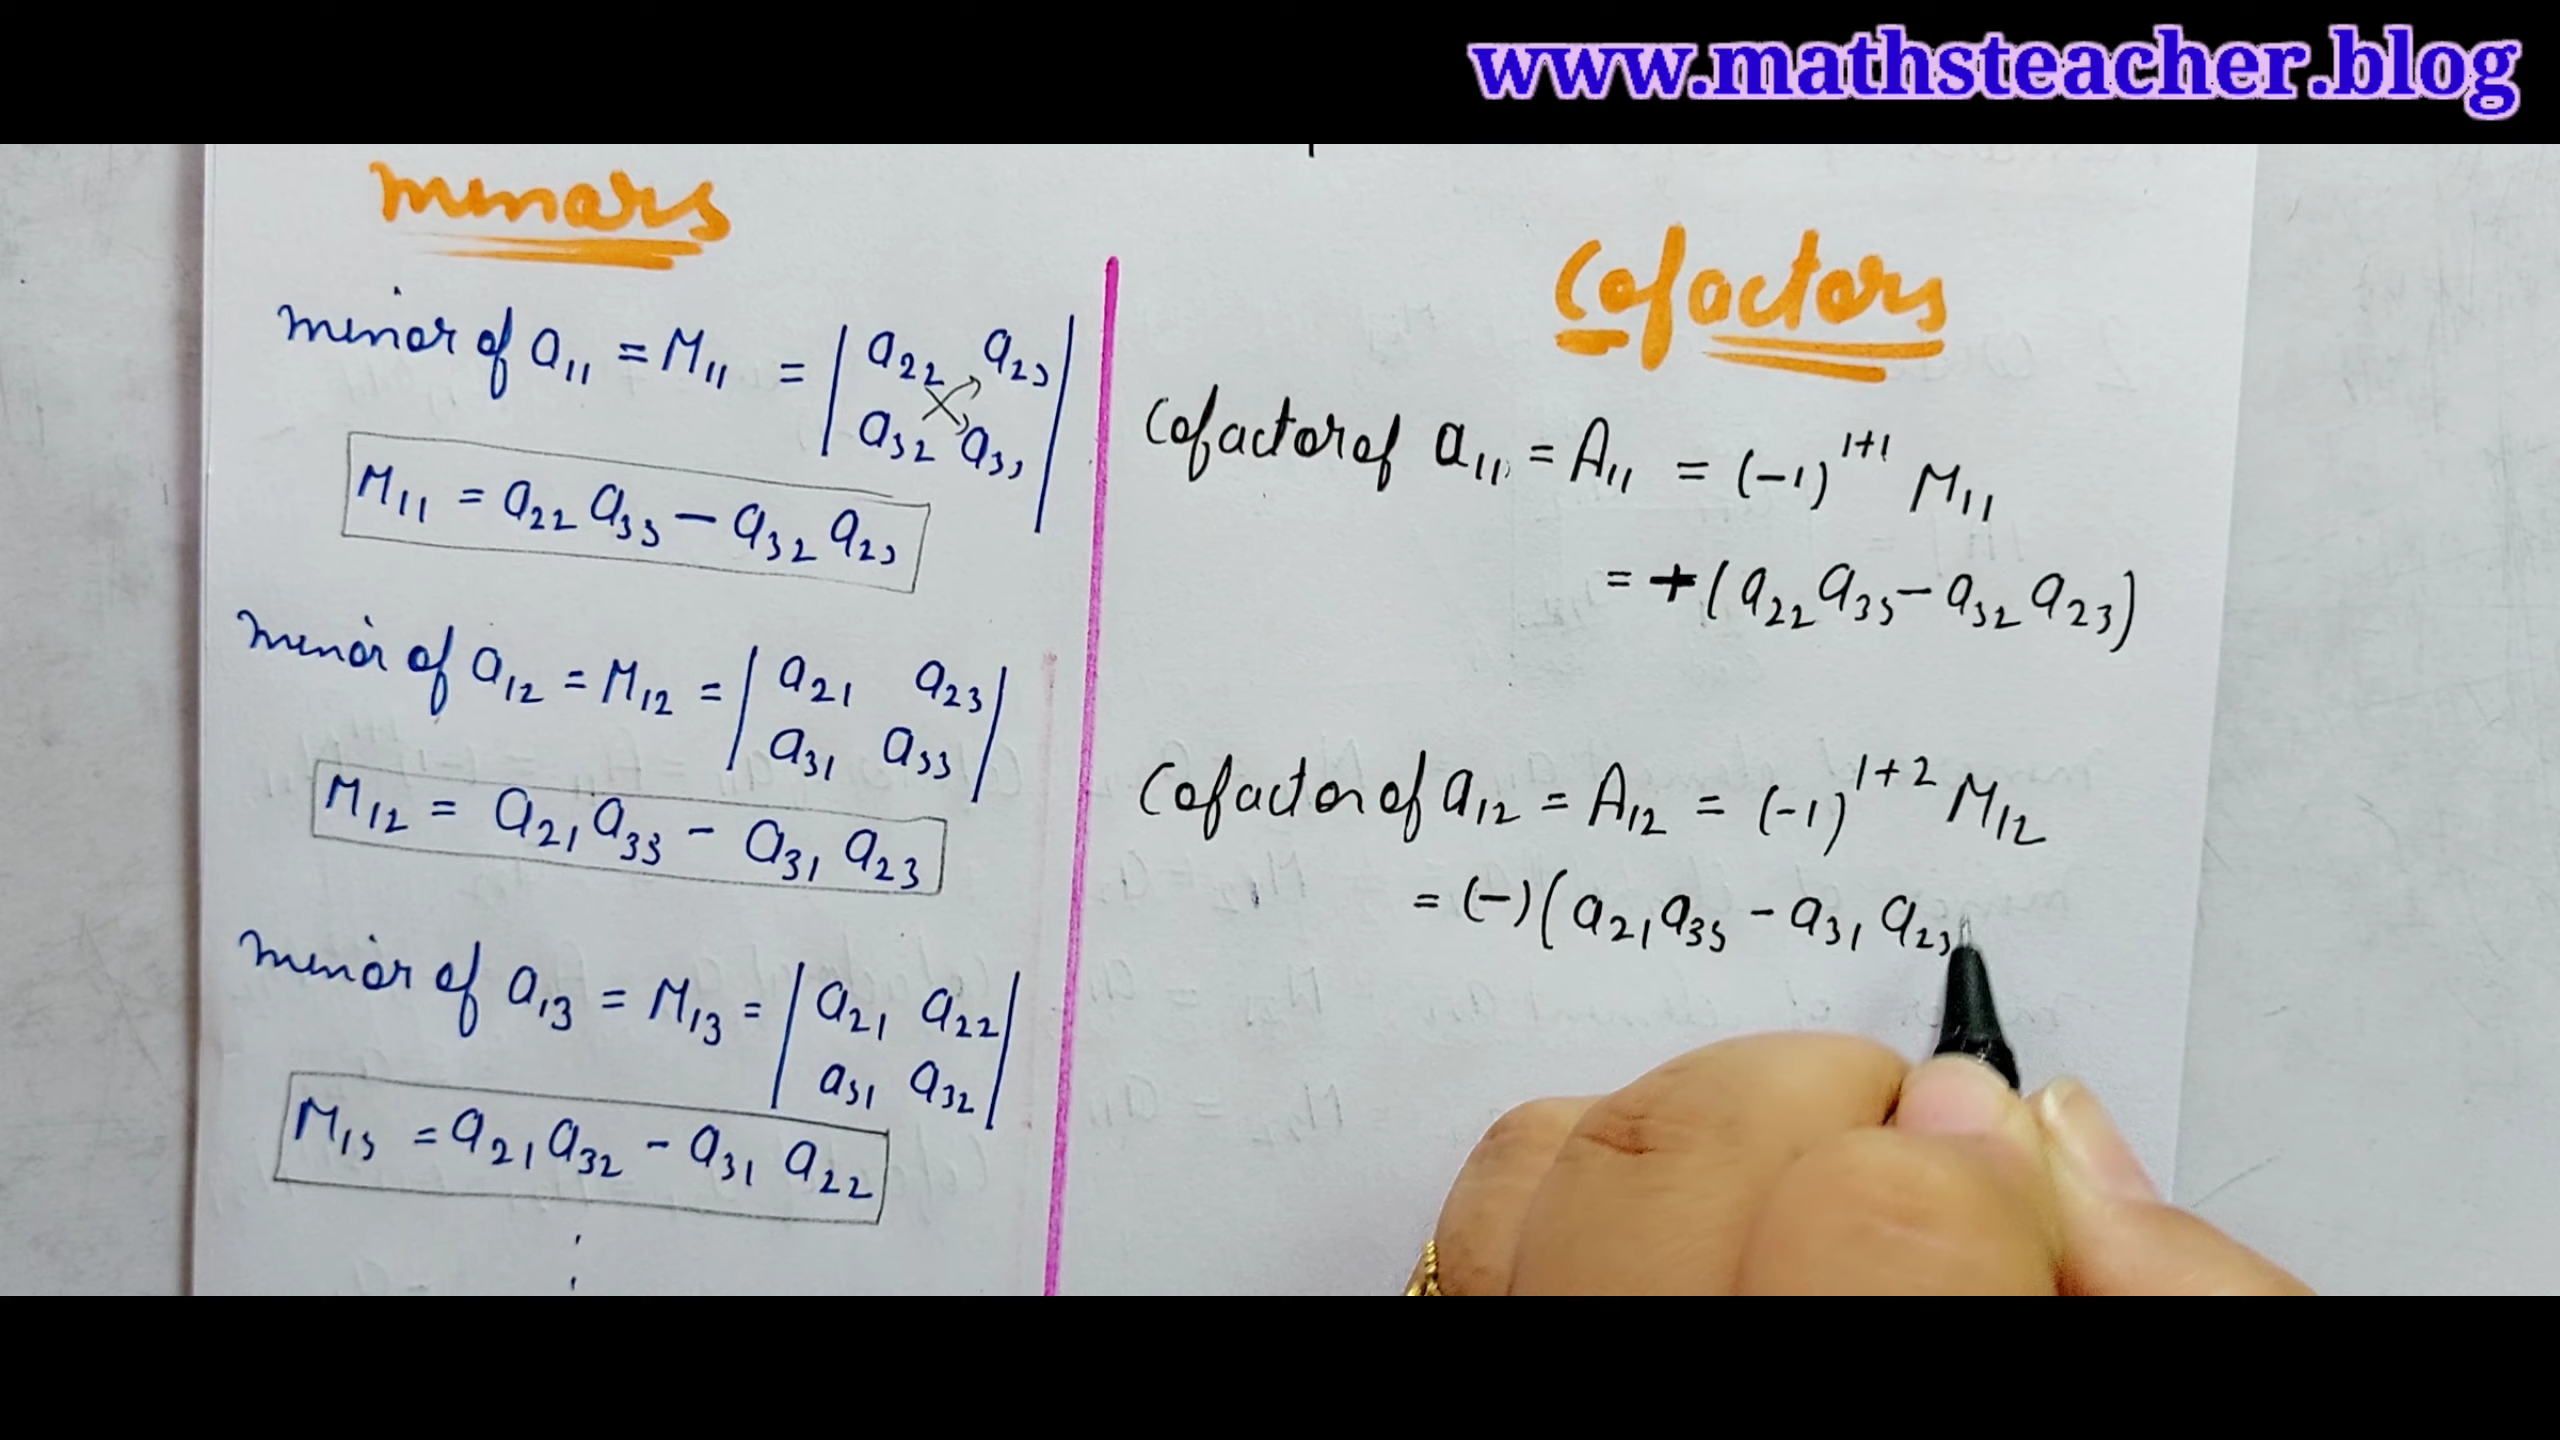 www.mathsteacher.blog
minors
minor of a₁₁ = M₁₁ = | a₂₂ a₂₃ |
| a₃₂ a₃₃ |
M₁₁ = a₂₂ a₃₃ - a₃₂ a₂₃
minor of a₁₂ = M₁₂ = | a₂₁ a₂₃ |
| a₃₁ a₃₃ |
M₁₂ = a₂₁ a₃₃ - a₃₁ a₂₃
minor of a₁₃ = M₁₃ = | a₂₁ a₂₂ |
| a₃₁ a₃₂ |
M₁₃ = a₂₁ a₃₂ - a₃₁ a₂₂
Cofactors
Cofactor of a₁₁ = A₁₁ = (-1)¹⁺¹ M₁₁
= +(a₂₂ a₃₃ - a₃₂ a₂₃)
Cofactor of a₁₂ = A₁₂ = (-1)¹⁺² M₁₂
= (-)(a₂₁ a₃₃ - a₃₁ a₂₃